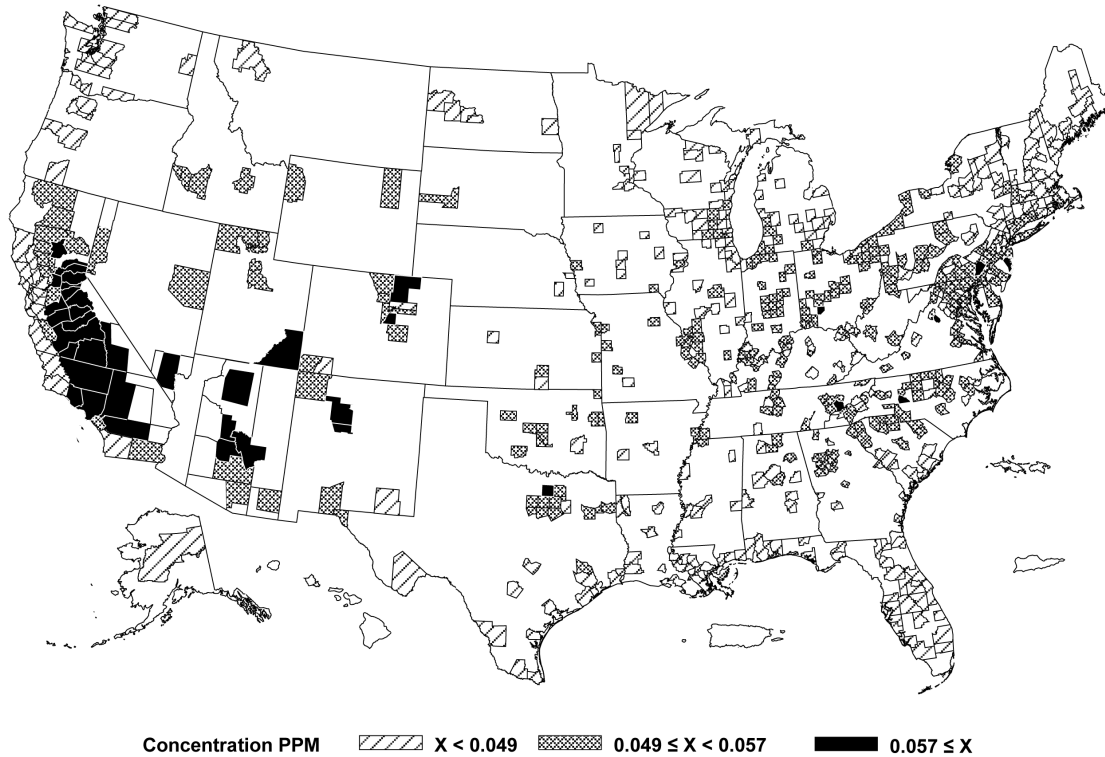 Concentration PPM X < 0.049 0.049 ≤ X < 0.057 0.057 ≤ X